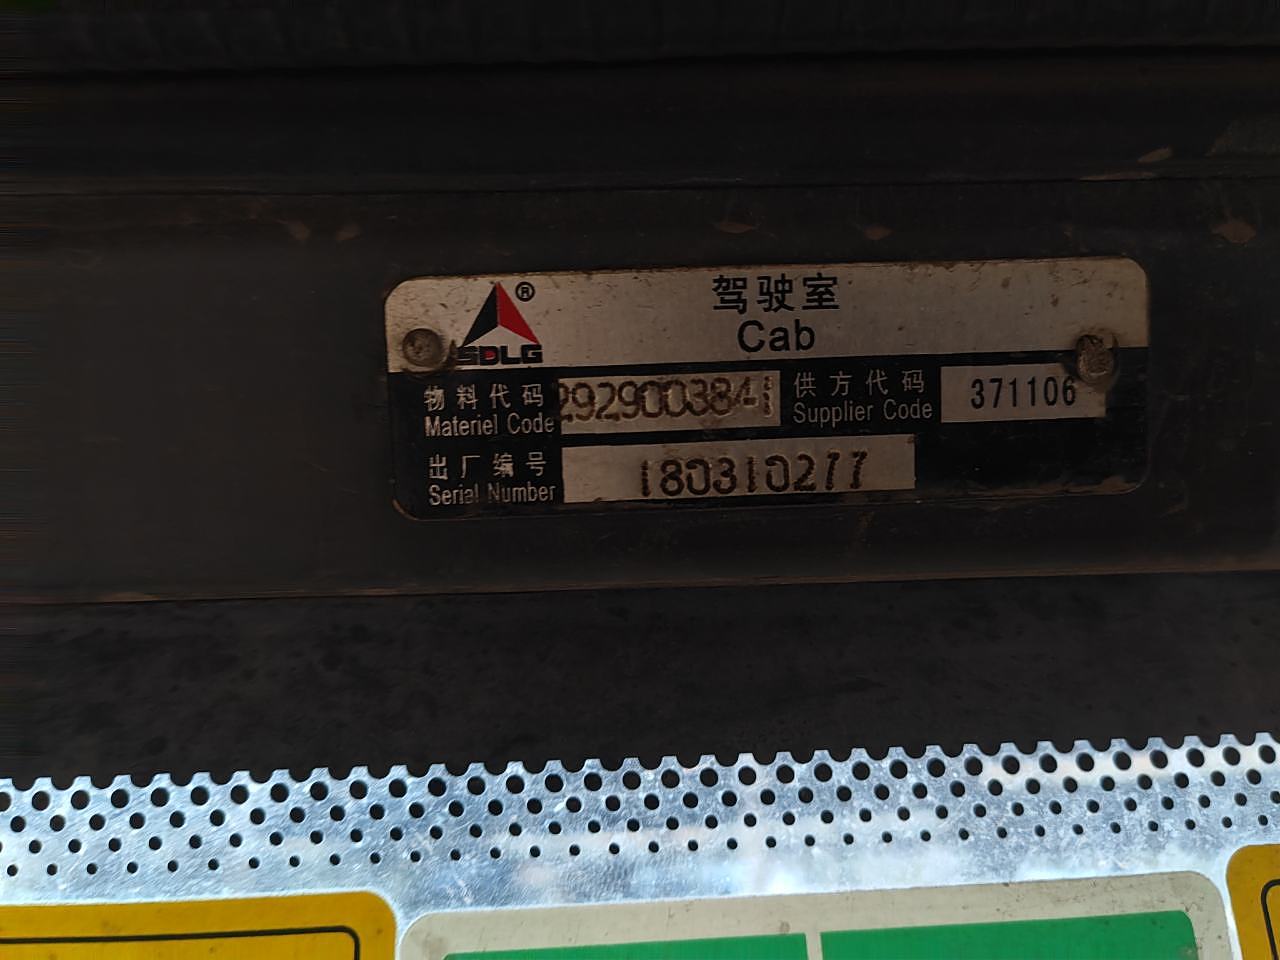 ®
SDLG
驾驶室
Cab
物料代码 2929003841 供方代码 371106
Materiel Code Supplier Code
出厂编号 180310277
Serial Number